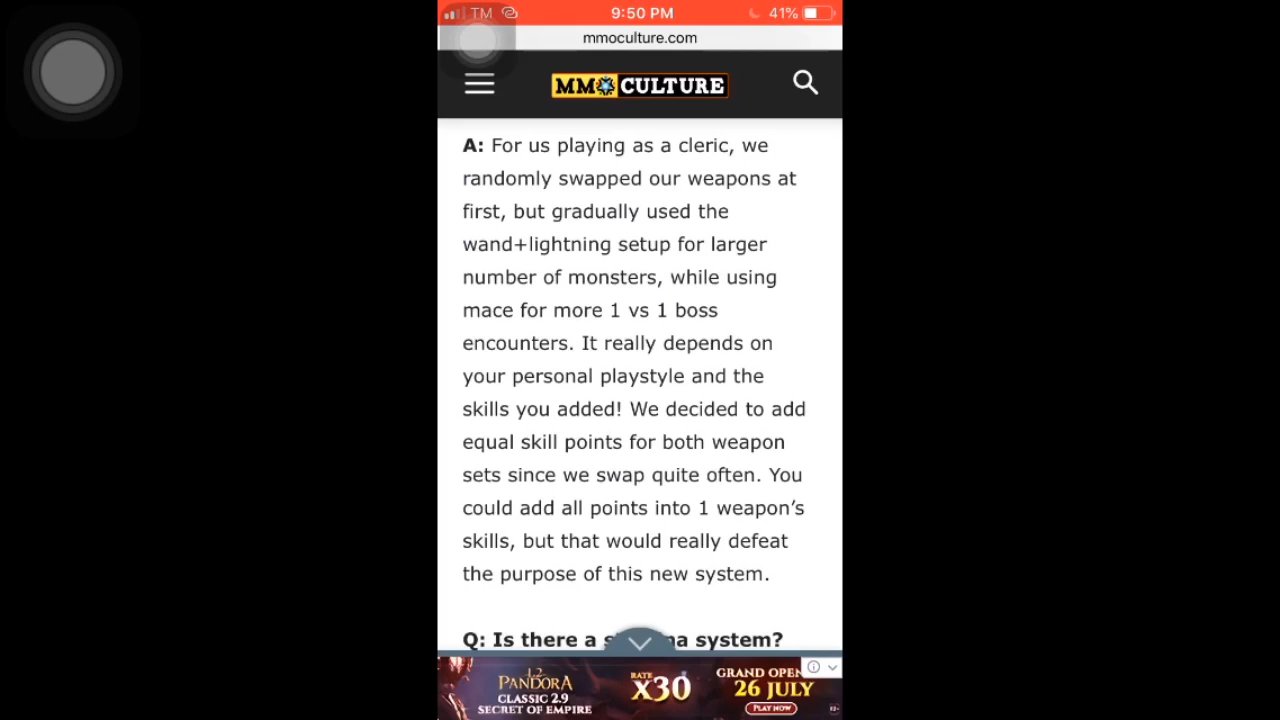 TM 9:50 PM 41%
mmoculture.com
MMOCULTURE
A: For us playing as a cleric, we
randomly swapped our weapons at
first, but gradually used the
wand+lightning setup for larger
number of monsters, while using
mace for more 1 vs 1 boss
encounters. It really depends on
your personal playstyle and the
skills you added! We decided to add
equal skill points for both weapon
sets since we swap quite often. You
could add all points into 1 weapon's
skills, but that would really defeat
the purpose of this new system.
Q: Is there a system?
L2
PANDORA
CLASSIC 2.9
SECRET OF EMPIRE
RATE
X30
GRAND
26 JULY
PLAY NOW